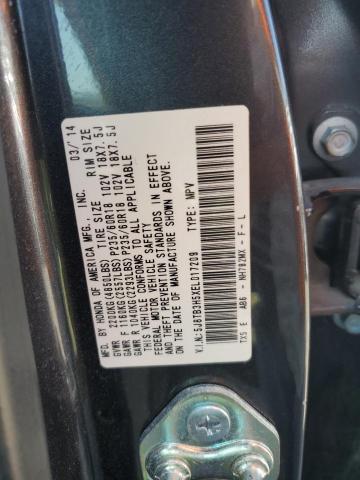 MFD. BY HONDA OF AMERICA MFG., INC. 03/'14
TIRE SIZE RIM SIZE
GVWR 2200KG(4850LBS) P235/60R18 102V 18X7.5J
GAWR F 1160KG(2557LBS) P235/60R18 102V 18X7.5J
GAWR R 1040KG(2293LBS)
THIS VEHICLE CONFORMS TO ALL APPLICABLE
FEDERAL MOTOR VEHICLE SAFETY
AND THEFT PREVENTION STANDARDS IN EFFECT
ON THE DATE OF MANUFACTURE SHOWN ABOVE.
V.I.N.:5J8TB3H5XEL017209 TYPE: MPV
TX5 E AB6 - NH782MX - F - L